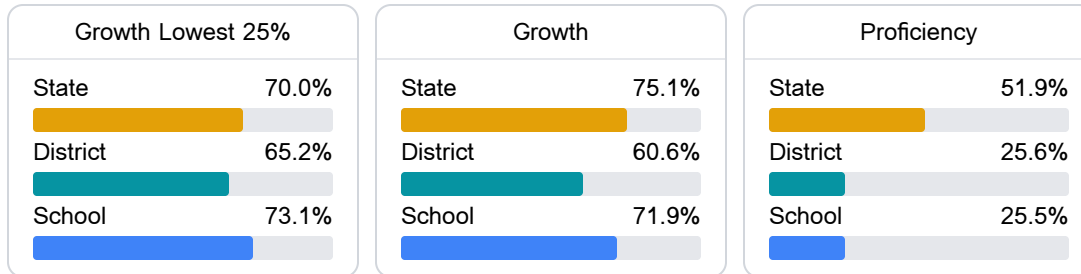 Growth Lowest 25%
State 70.0%
District 65.2%
School 73.1%
Growth
State 75.1%
District 60.6%
School 71.9%
Proficiency
State 51.9%
District 25.6%
School 25.5%